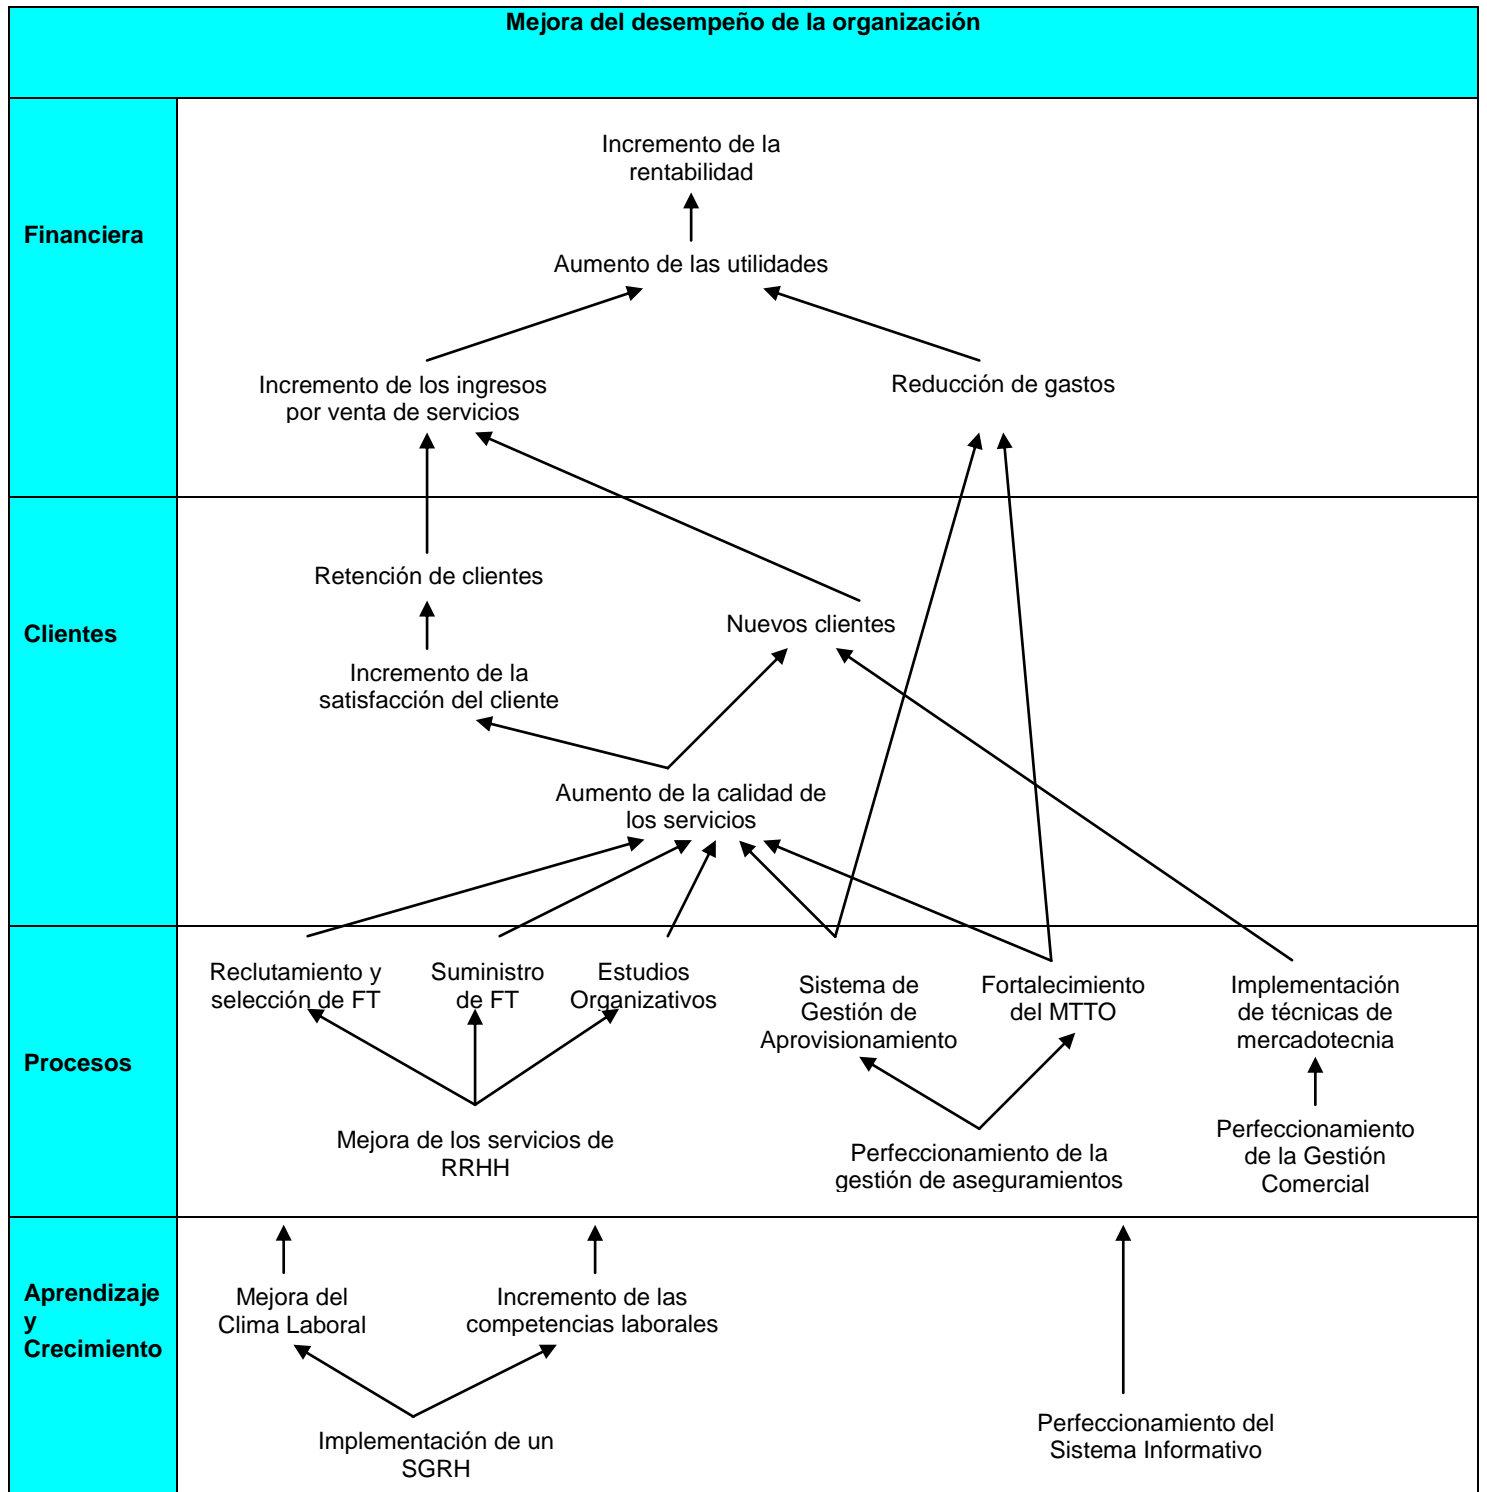 Mejora del desempeño de la organización
Financiera
Incremento de la
rentabilidad
Aumento de las utilidades
Incremento de los ingresos
por venta de servicios
Reducción de gastos
Clientes
Retención de clientes
Nuevos clientes
Incremento de la
satisfacción del cliente
Aumento de la calidad de
los servicios
Procesos
Reclutamiento y
selección de FT
Suministro
de FT
Estudios
Organizativos
Sistema de
Gestión de
Aprovisionamiento
Fortalecimiento
del MTTO
Implementación
de técnicas de
mercadotecnia
Mejora de los servicios de
RRHH
Perfeccionamiento de la
gestión de aseguramientos
Perfeccionamiento
de la Gestión
Comercial
Aprendizaje
y
Crecimiento
Mejora del
Clima Laboral
Incremento de las
competencias laborales
Implementación de un
SGRH
Perfeccionamiento del
Sistema Informativo